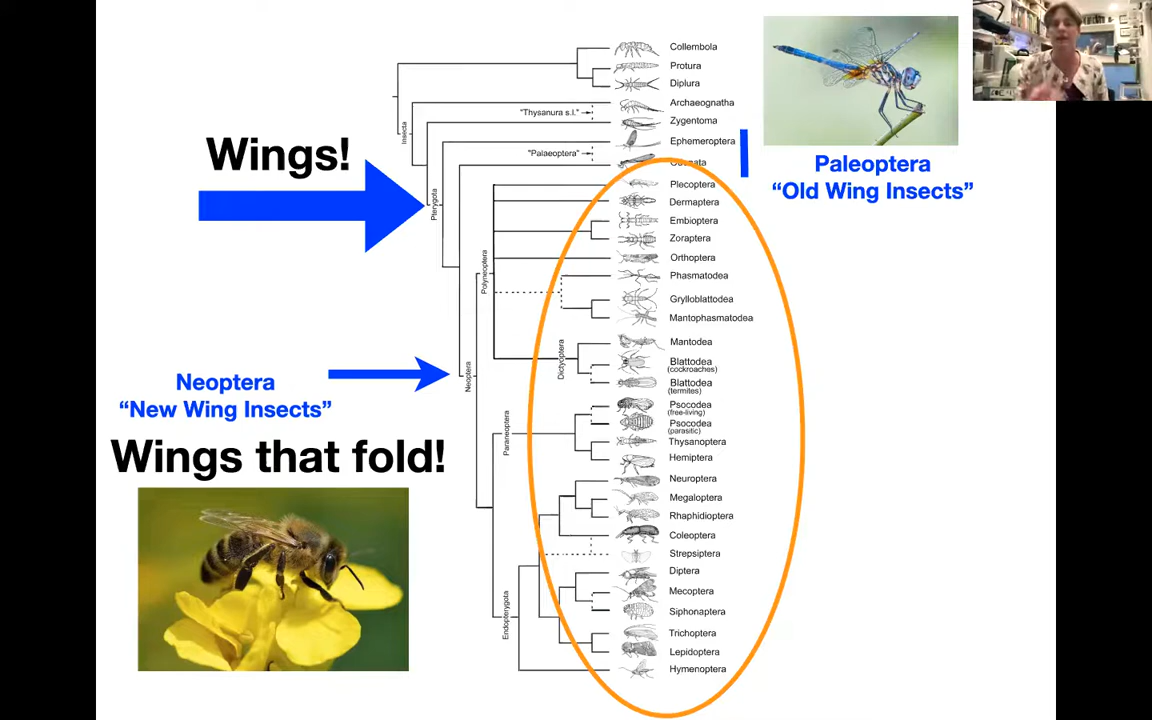 Wings!
Neoptera
“New Wing Insects”
Wings that fold!
Paleoptera
“Old Wing Insects”
Insecta
Pterygota
Neoptera
Polyneoptera
Dictyoptera
Paraneoptera
Endopterygota
"Thysanura s.l."
"Palaeoptera"
Collembola
Protura
Diplura
Archaeognatha
Zygentoma
Ephemeroptera
Plecoptera
Dermaptera
Embioptera
Zoraptera
Orthoptera
Phasmatodea
Grylloblattodea
Mantophasmatodea
Mantodea
Blattodea
(cockroaches)
Blattodea
(termites)
Psocodea
(free-living)
Psocodea
(parasitic)
Thysanoptera
Hemiptera
Neuroptera
Megaloptera
Rhaphidioptera
Coleoptera
Strepsiptera
Diptera
Mecoptera
Siphonaptera
Trichoptera
Lepidoptera
Hymenoptera